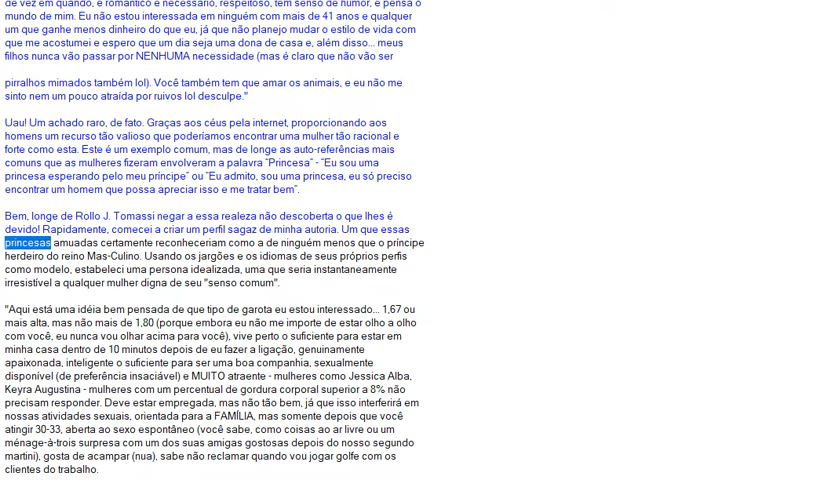 de vez em quando, é romântico e necessário, respeitoso, tem senso de humor, e pensa o
mundo de mim. Eu não estou interessada em ninguém com mais de 41 anos e qualquer
um que ganhe menos dinheiro do que eu, já que não planejo mudar o estilo de vida com
que me acostumei e espero que um dia seja uma dona de casa e, além disso... meus
filhos nunca vão passar por NENHUMA necessidade (mas é claro que não vão ser
pirralhos mimados também lol). Você também tem que amar os animais, e eu não me
sinto nem um pouco atraída por ruivos lol desculpe."
Uau! Um achado raro, de fato. Graças aos céus pela internet, proporcionando aos
homens um recurso tão valioso que poderíamos encontrar uma mulher tão racional e
forte como esta. Este é um exemplo comum, mas de longe as auto-referências mais
comuns que as mulheres fizeram envolveram a palavra "Princesa" - "Eu sou uma
princesa esperando pelo meu príncipe" ou "Eu admito, sou uma princesa, eu só preciso
encontrar um homem que possa apreciar isso e me tratar bem".
Bem, longe de Rollo J. Tomassi negar a essa realeza não descoberta o que lhes é
devido! Rapidamente, comecei a criar um perfil sagaz de minha autoria. Um que essas
princesas amuadas certamente reconheceriam como a de ninguém menos que o príncipe
herdeiro do reino Mas-Culino. Usando os jargões e os idiomas de seus próprios perfis
como modelo, estabeleci uma persona idealizada, uma que seria instantaneamente
irresistível a qualquer mulher digna de seu "senso comum".
"Aqui está uma idéia bem pensada de que tipo de garota eu estou interessado... 1,67 ou
mais alta, mas não mais de 1,80 (porque embora eu não me importe de estar olho a olho
com você, eu nunca vou olhar acima para você), vive perto o suficiente para estar em
minha casa dentro de 10 minutos depois de eu fazer a ligação, genuinamente
apaixonada, inteligente o suficiente para ser uma boa companhia, sexualmente
disponível (de preferência insaciável) e MUITO atraente - mulheres como Jessica Alba,
Keyra Augustina - mulheres com um percentual de gordura corporal superior a 8% não
precisam responder. Deve estar empregada, mas não tão bem, já que isso interferirá em
nossas atividades sexuais, orientada para a FAMÍLIA, mas somente depois que você
atingir 30-33, aberta ao sexo espontâneo (você sabe, como coisas ao ar livre ou um
ménage-à-trois surpresa com um dos suas amigas gostosas depois do nosso segundo
martini), gosta de acampar (nua), sabe não reclamar quando vou jogar golfe com os
clientes do trabalho.